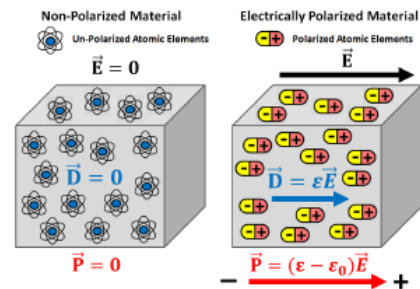 Non-Polarized Material
Un-Polarized Atomic Elements
E⃗ = 0
D⃗ = 0
P⃗ = 0
Electrically Polarized Material
- + Polarized Atomic Elements
E⃗
D⃗ = εE⃗
− P⃗ = (ε − ε₀)E⃗ +